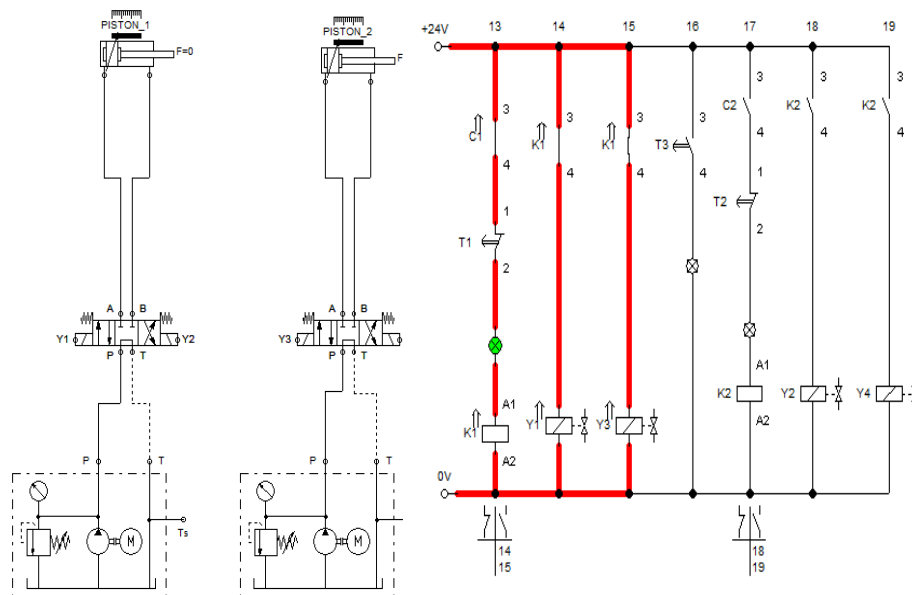 PISTON_1
F=0
A B
Y1 Y2
P T
P T
M
Ts
PISTON_2
F
A B
Y3 Y4
P T
P T
M
+24V 13 14 15 16 17 18 19
3 3 3 3 3 3 3
C1 K1 K1 T3 C2 K2 K2
4 4 4 4 4 4 4
1 1
T1 T2
2 2
A1 A1
K1 Y1 Y3 K2 Y2 Y4
A2 A2
0V
14 18
15 19